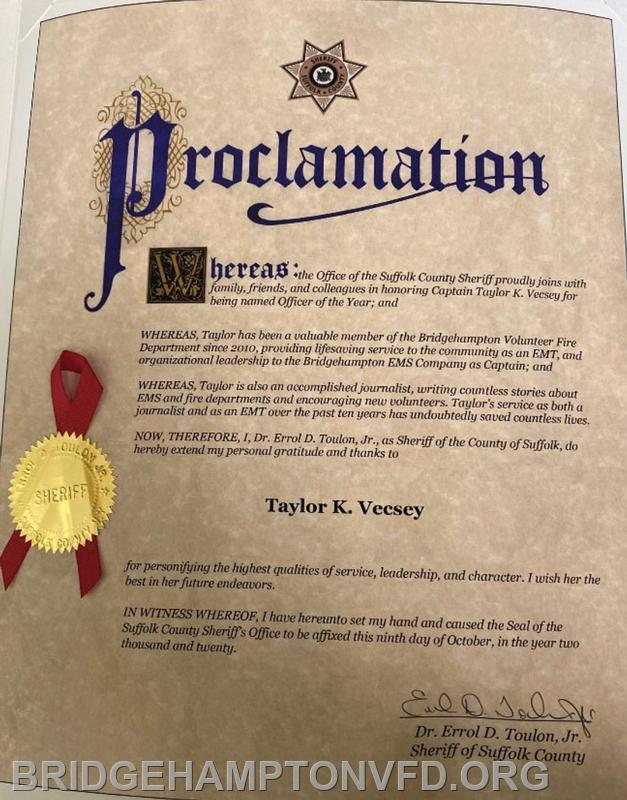 SHERIFF
SUFFOLK COUNTY
Proclamation
Whereas: the Office of the Suffolk County Sheriff proudly joins with
family, friends, and colleagues in honoring Captain Taylor K. Vecsey for
being named Officer of the Year; and
WHEREAS, Taylor has been a valuable member of the Bridgehampton Volunteer Fire
Department since 2010, providing lifesaving service to the community as an EMT, and
organizational leadership to the Bridgehampton EMS Company as Captain; and
WHEREAS, Taylor is also an accomplished journalist, writing countless stories about
EMS and fire departments and encouraging new volunteers. Taylor's service as both a
journalist and as an EMT over the past ten years has undoubtedly saved countless lives.
NOW, THEREFORE, I, Dr. Errol D. Toulon, Jr., as Sheriff of the County of Suffolk, do
hereby extend my personal gratitude and thanks to
Taylor K. Vecsey
ERROL D. TOULON, JR.
SHERIFF
SUFFOLK COUNTY
for personifying the highest qualities of service, leadership, and character. I wish her the
best in her future endeavors.
IN WITNESS WHEREOF, I have hereunto set my hand and caused the Seal of the
Suffolk County Sheriff's Office to be affixed this ninth day of October, in the year two
thousand and twenty.
Errol D. Toulon Jr
Dr. Errol D. Toulon, Jr.
Sheriff of Suffolk County
BRIDGEHAMPTONVFD.ORG